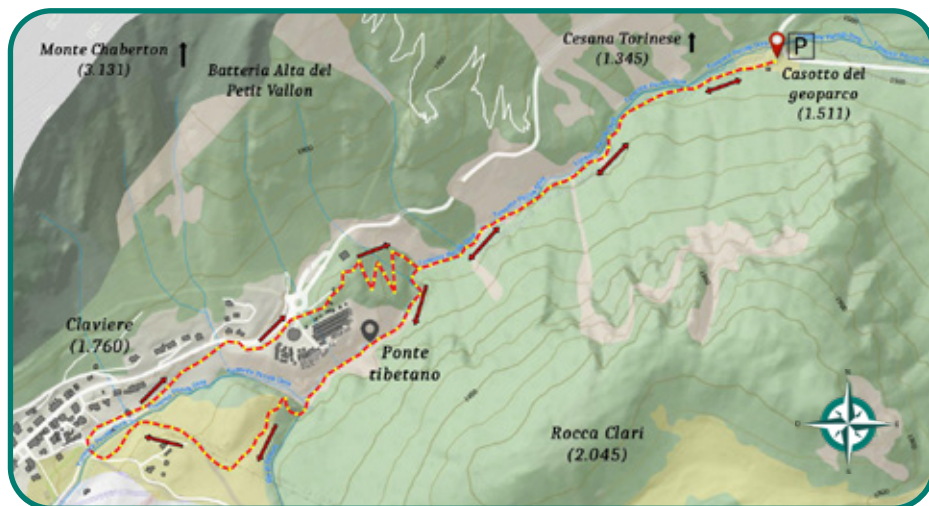 Monte Chaberton
(3.131)
Batteria Alta del
Petit Vallon
Cesana Torinese
(1.345)
P
Casotto del
geoparco
(1.511)
Claviere
(1.760)
Ponte
tibetano
Rocca Clari
(2.045)